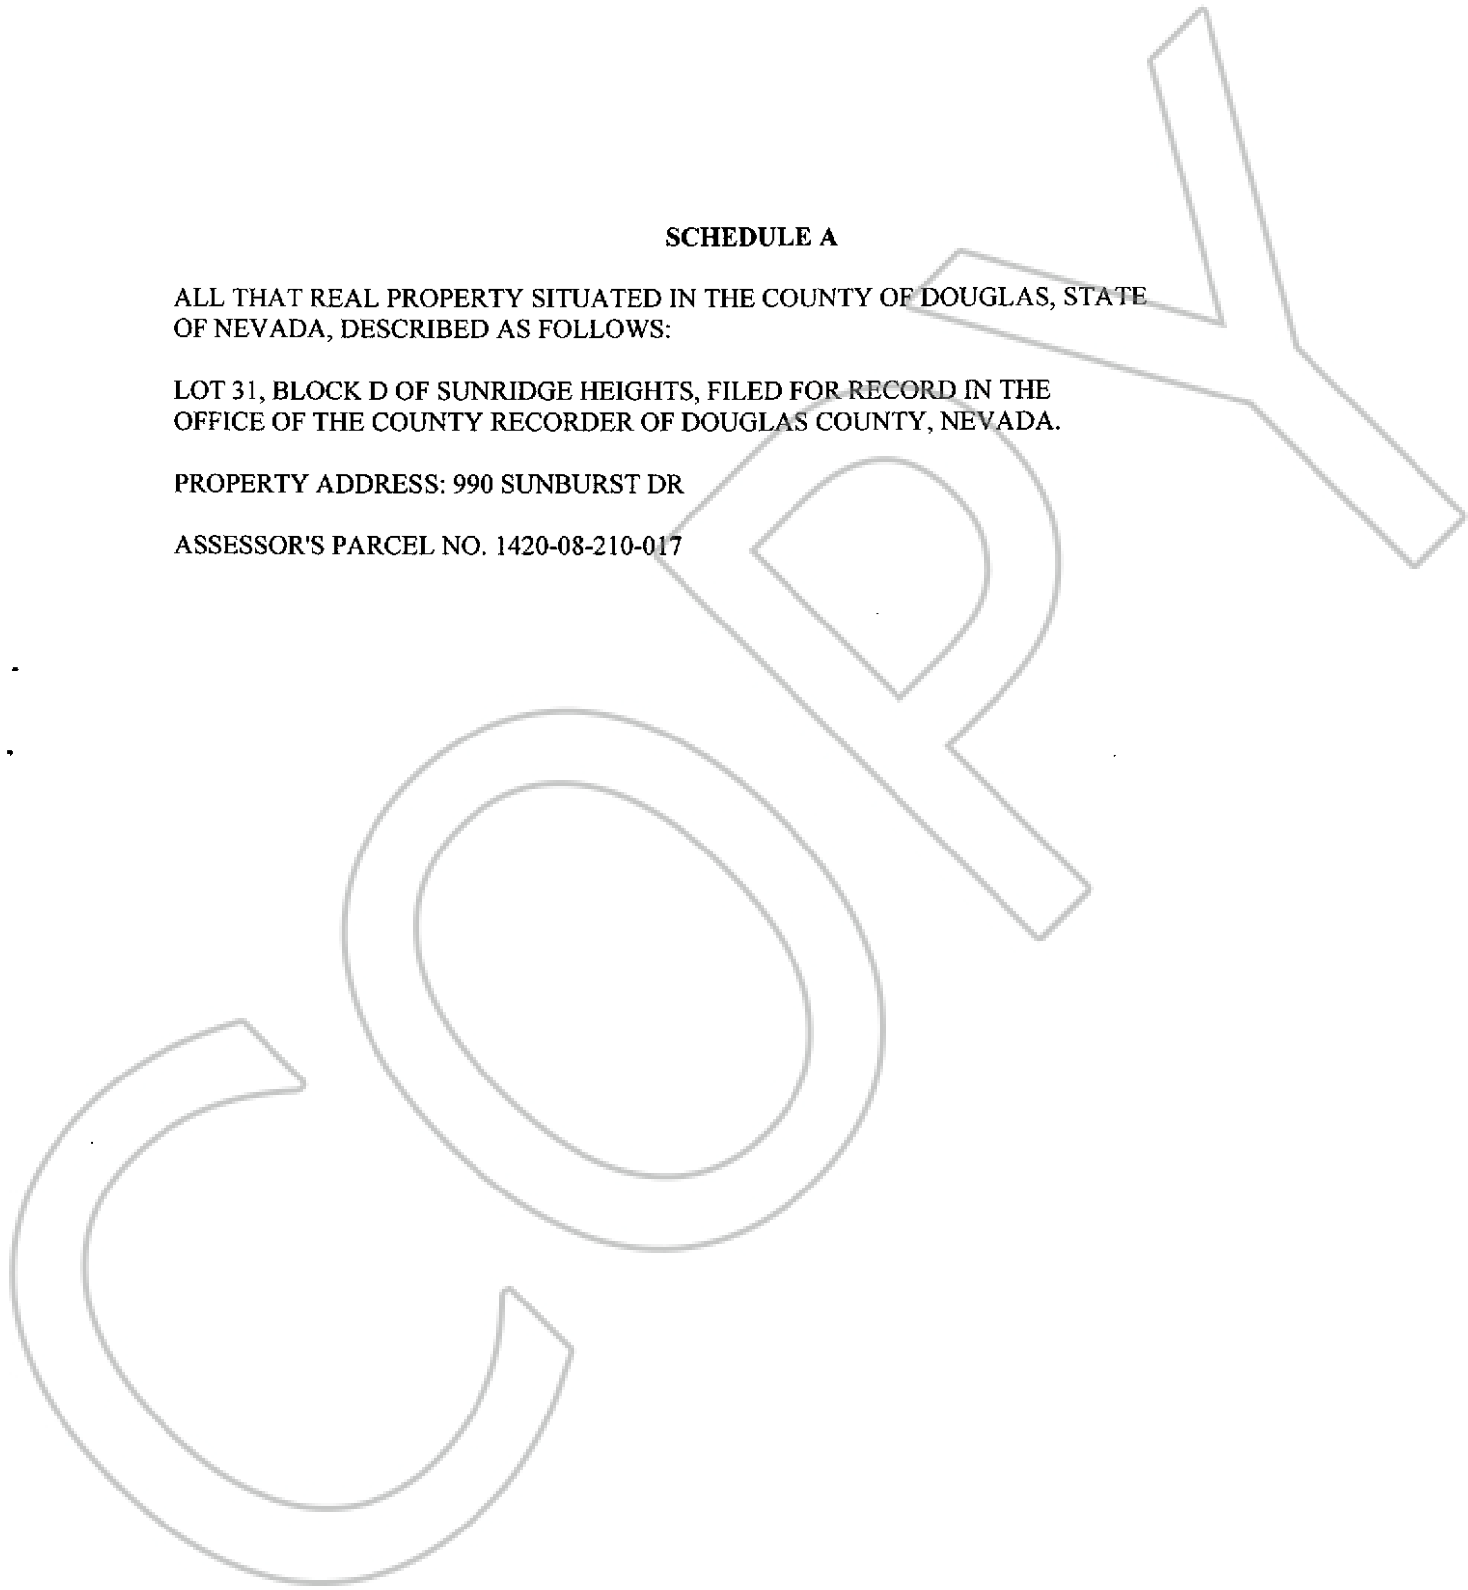 SCHEDULE A
ALL THAT REAL PROPERTY SITUATED IN THE COUNTY OF DOUGLAS, STATE
OF NEVADA, DESCRIBED AS FOLLOWS:
LOT 31, BLOCK D OF SUNRIDGE HEIGHTS, FILED FOR RECORD IN THE
OFFICE OF THE COUNTY RECORDER OF DOUGLAS COUNTY, NEVADA.
PROPERTY ADDRESS: 990 SUNBURST DR
ASSESSOR'S PARCEL NO. 1420-08-210-017
COPY